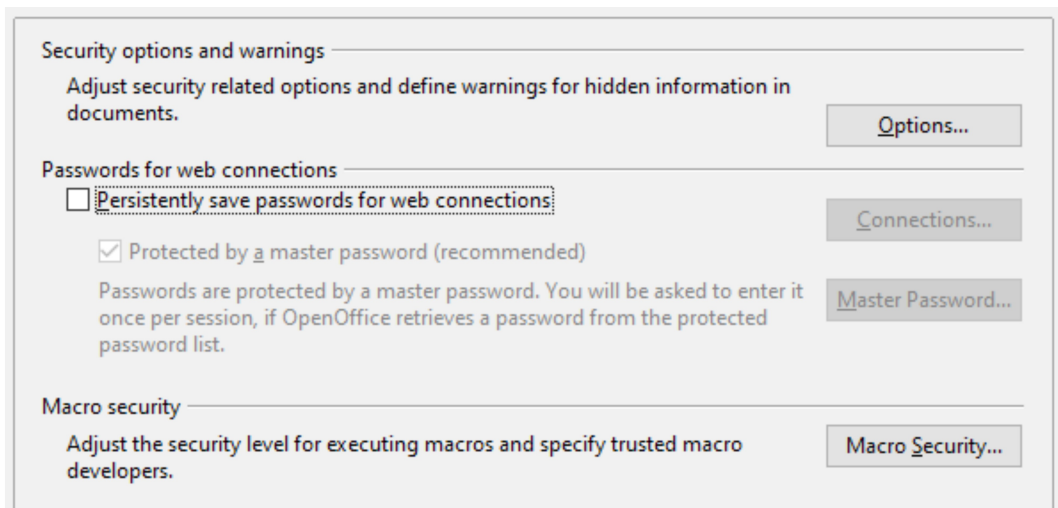 Security options and warnings
Adjust security related options and define warnings for hidden information in
documents.
Options...
Passwords for web connections
Persistently save passwords for web connections
Connections...
Protected by a master password (recommended)
Passwords are protected by a master password. You will be asked to enter it
once per session, if OpenOffice retrieves a password from the protected
password list.
Master Password...
Macro security
Adjust the security level for executing macros and specify trusted macro
developers.
Macro Security...